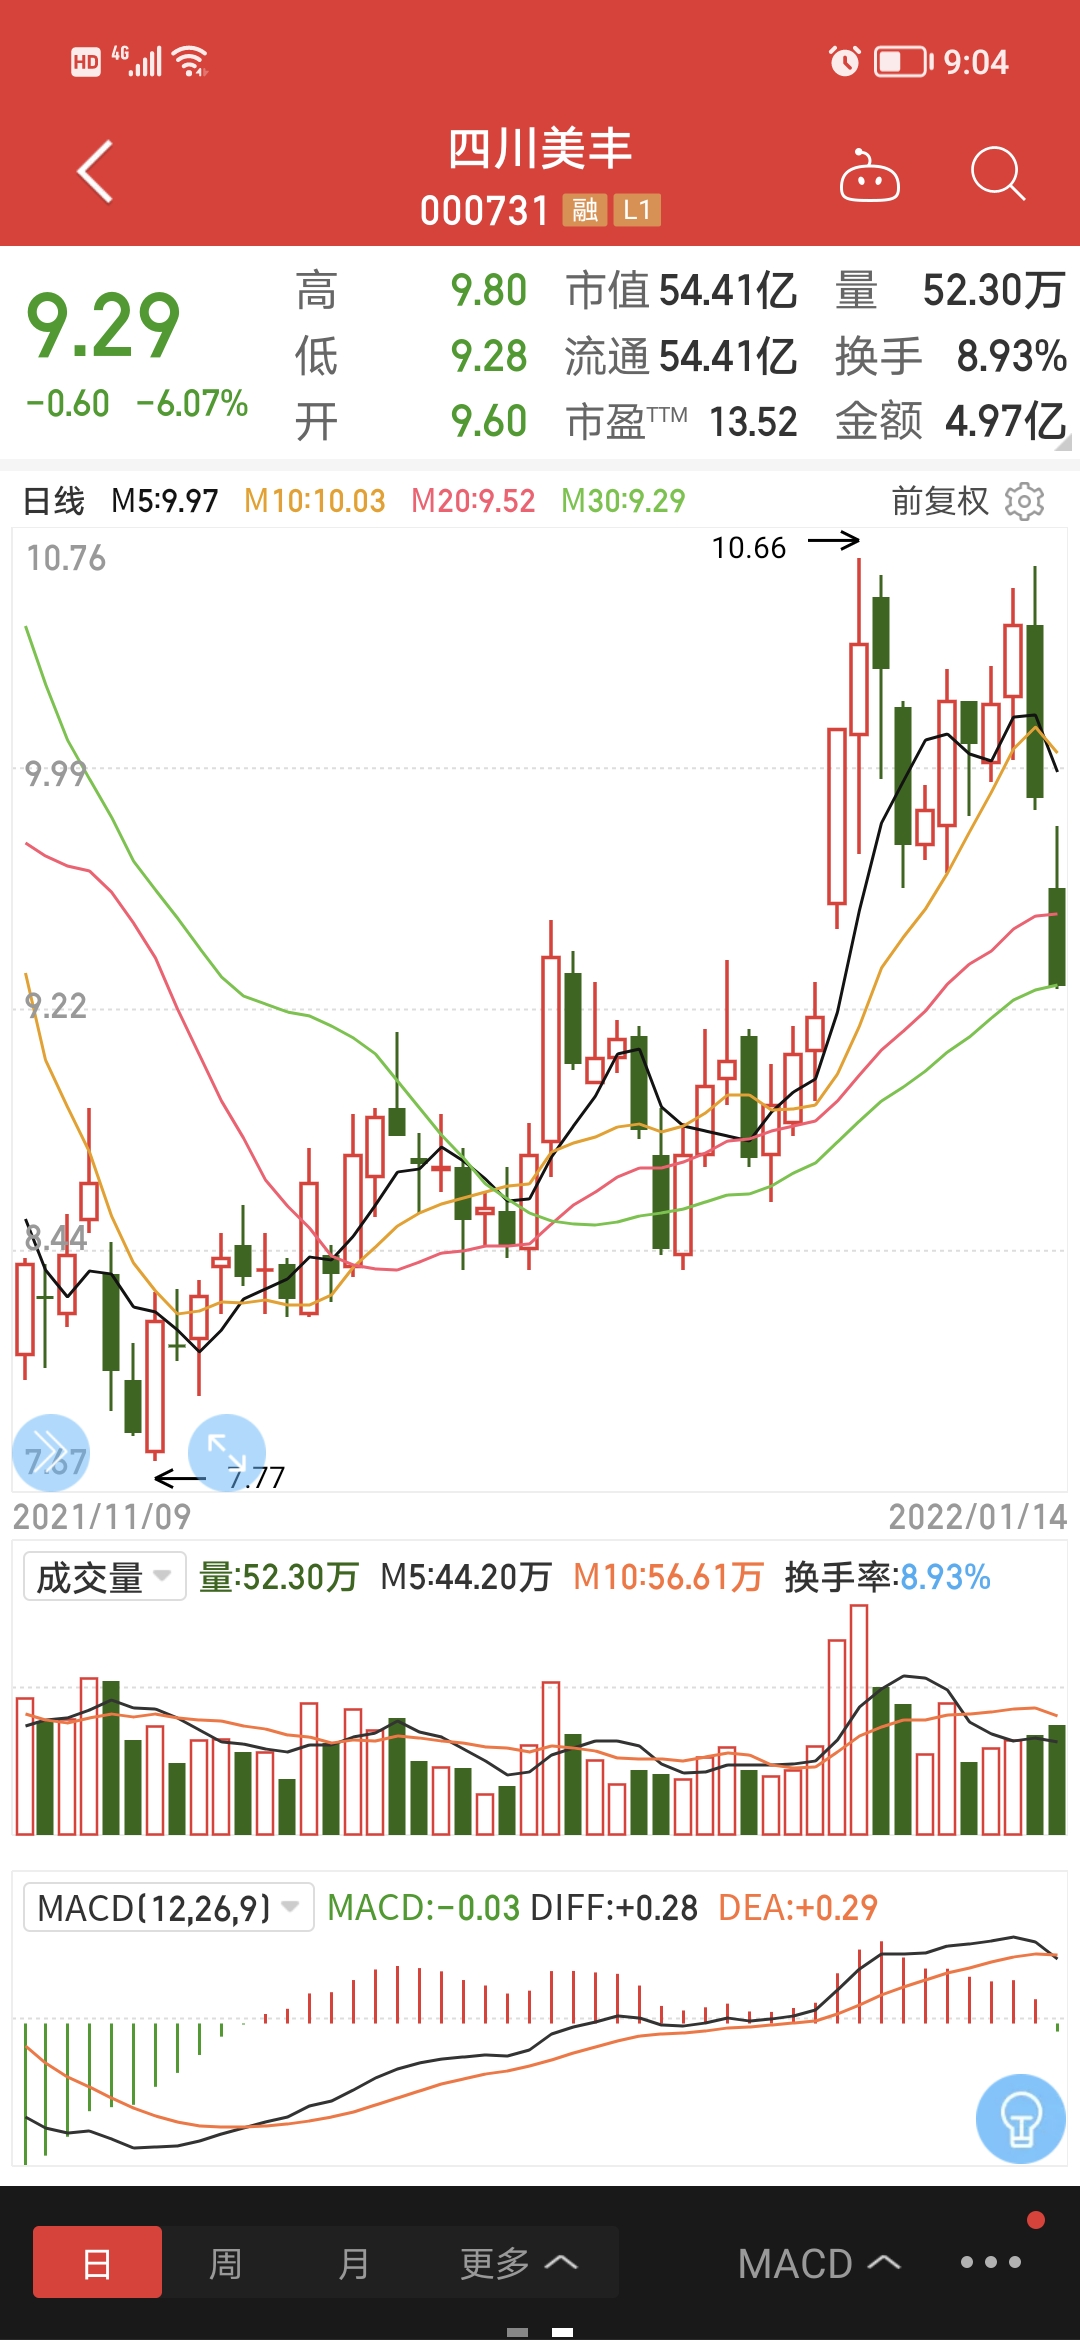 HD 4G 9:04
四川美丰
000731 融 L1
9.29
-0.60 -6.07%
高 9.80 市值 54.41亿 量 52.30万
低 9.28 流通 54.41亿 换手 8.93%
开 9.60 市盈TTM 13.52 金额 4.97亿
日线 M5:9.97 M10:10.03 M20:9.52 M30:9.29 前复权
10.76
10.66
9.99
9.22
8.44
7.67
7.77
2021/11/09 2022/01/14
成交量 量:52.30万 M5:44.20万 M10:56.61万 换手率:8.93%
MACD(12,26,9) MACD:-0.03 DIFF:+0.28 DEA:+0.29
日 周 月 更多 MACD